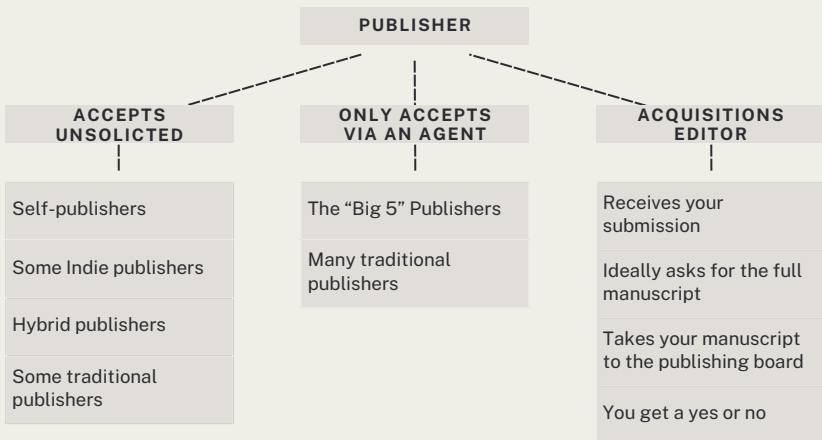 PUBLISHER
ACCEPTS
UNSOLICTED
Self-publishers
Some Indie publishers
Hybrid publishers
Some traditional
publishers
ONLY ACCEPTS
VIA AN AGENT
The “Big 5” Publishers
Many traditional
publishers
ACQUISITIONS
EDITOR
Receives your
submission
Ideally asks for the full
manuscript
Takes your manuscript
to the publishing board
You get a yes or no